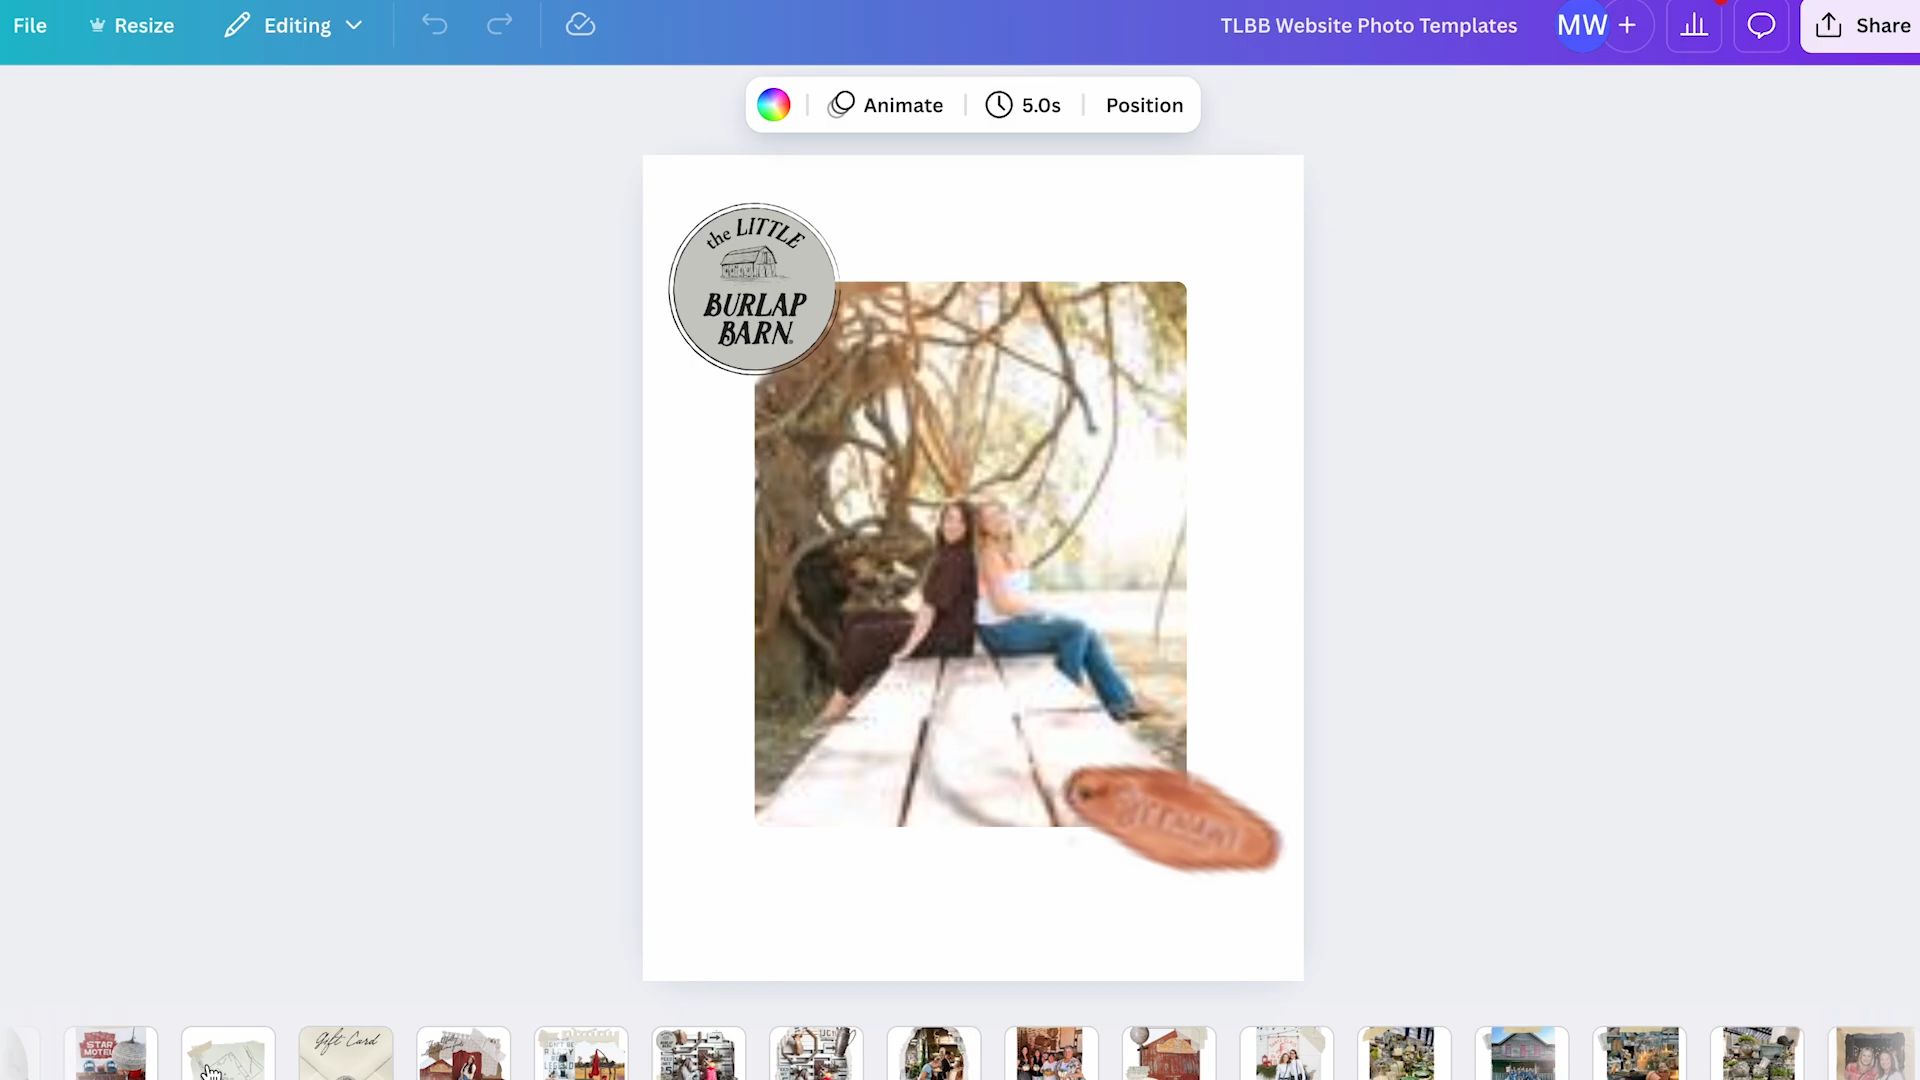 File
Resize
Editing
TLBB Website Photo Templates
MW
+
Share
Animate
5.0s
Position
the LITTLE
BURLAP
BARN
STAR
MOTEL
Gift Card